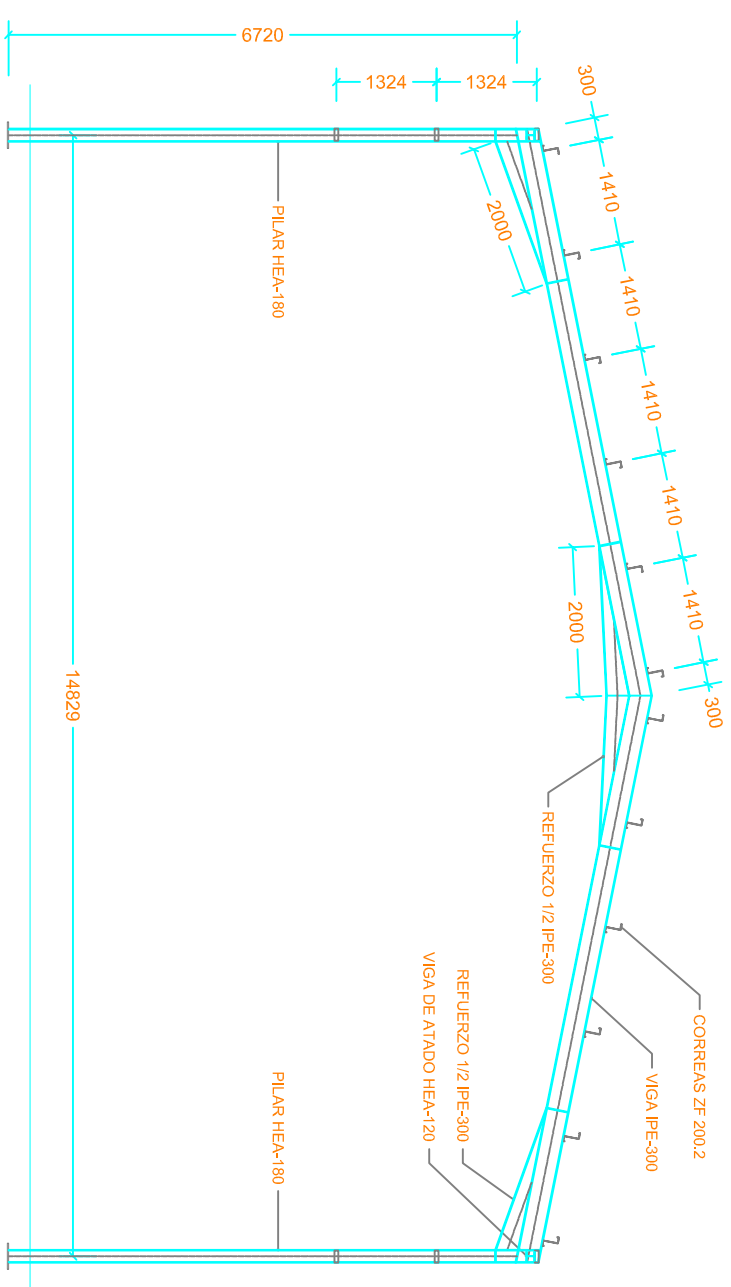 6720
1324
1324
300
1410
1410
1410
1410
1410
300
2000
2000
PILAR HEA-180
14829
REFUERZO 1/2 IPE-300
CORREAS ZF 200.2
VIGA IPE-300
REFUERZO 1/2 IPE-300
VIGA DE ATADO HEA-120
PILAR HEA-180